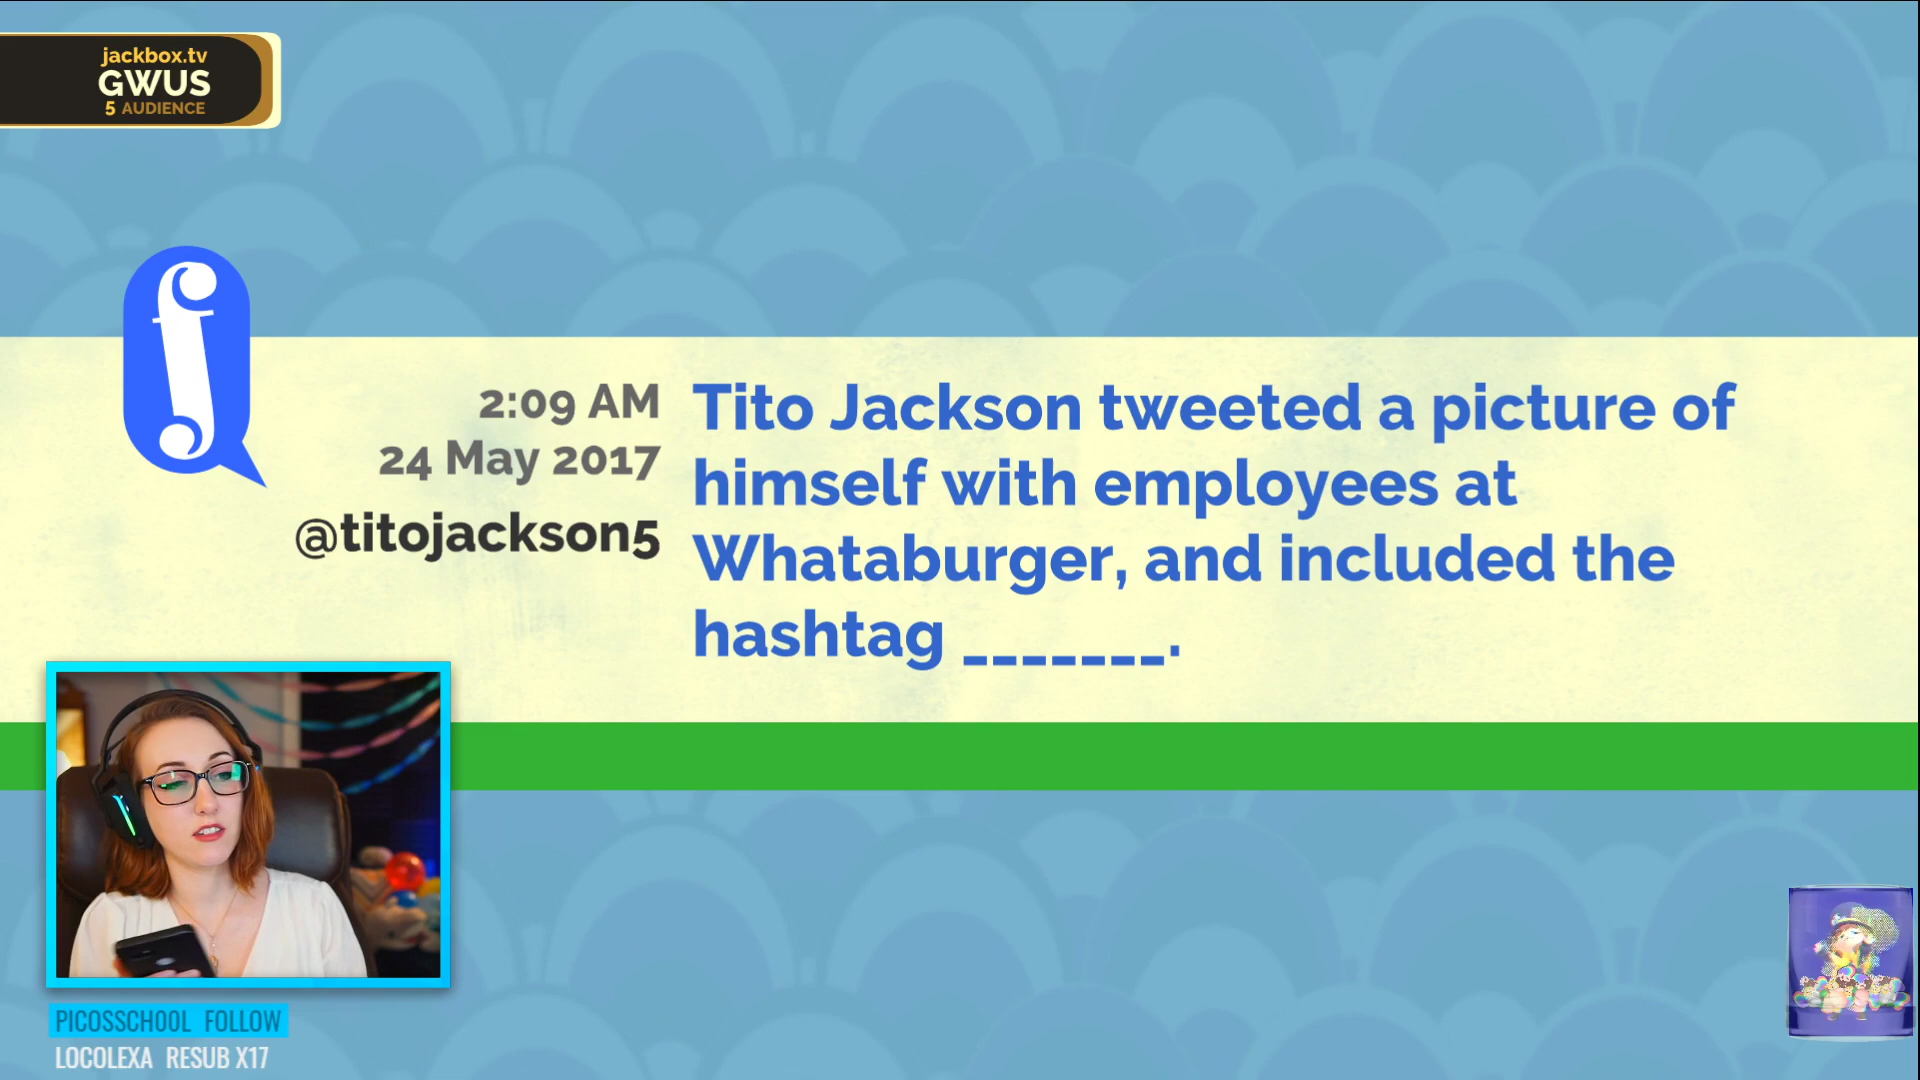 jackbox.tv
GWUS
5 AUDIENCE
f
2:09 AM
24 May 2017
@titojackson5
Tito Jackson tweeted a picture of
himself with employees at
Whataburger, and included the
hashtag _______.
PICOSSCHOOL FOLLOW
LOCOLEXA RESUB X17